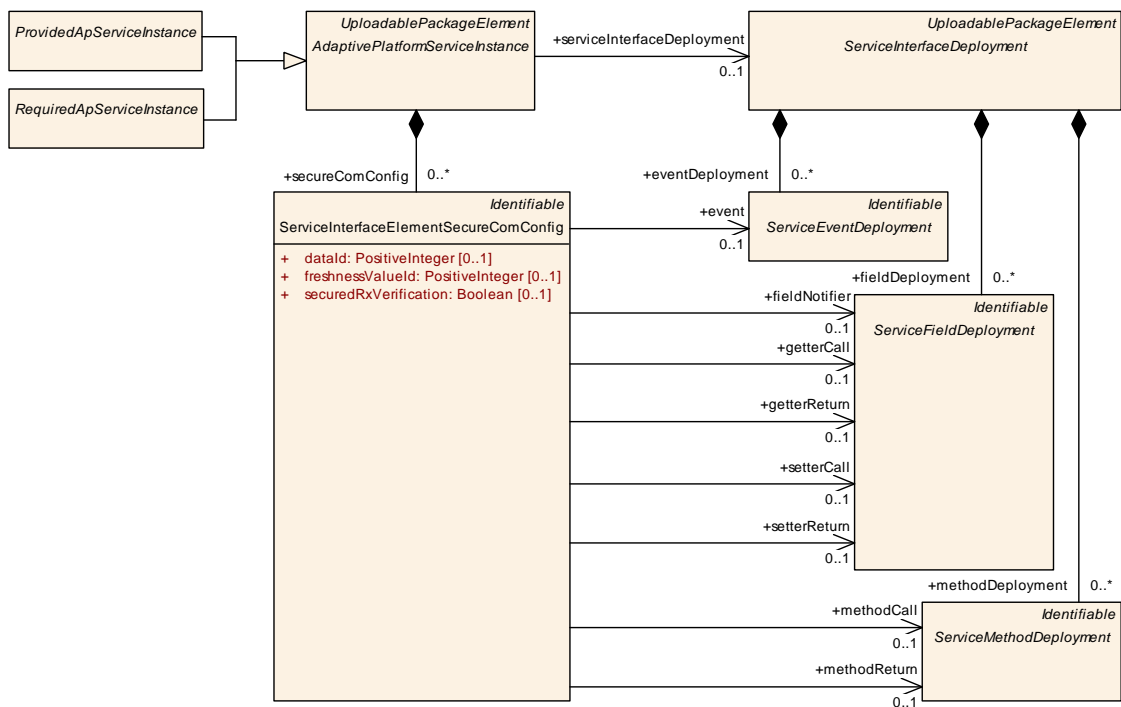 ProvidedApServiceInstance
RequiredApServiceInstance
UploadablePackageElement
AdaptivePlatformServiceInstance
+serviceInterfaceDeployment
0..1
UploadablePackageElement
ServiceInterfaceDeployment
+secureComConfig
0..*
+eventDeployment
0..*
Identifiable
ServiceInterfaceElementSecureComConfig
+ dataId: PositiveInteger [0..1]
+ freshnessValueId: PositiveInteger [0..1]
+ securedRxVerification: Boolean [0..1]
+event
0..1
Identifiable
ServiceEventDeployment
+fieldDeployment
0..*
+fieldNotifier
0..1
Identifiable
ServiceFieldDeployment
+getterCall
0..1
+getterReturn
0..1
+setterCall
0..1
+setterReturn
0..1
+methodDeployment
0..*
+methodCall
0..1
Identifiable
ServiceMethodDeployment
+methodReturn
0..1